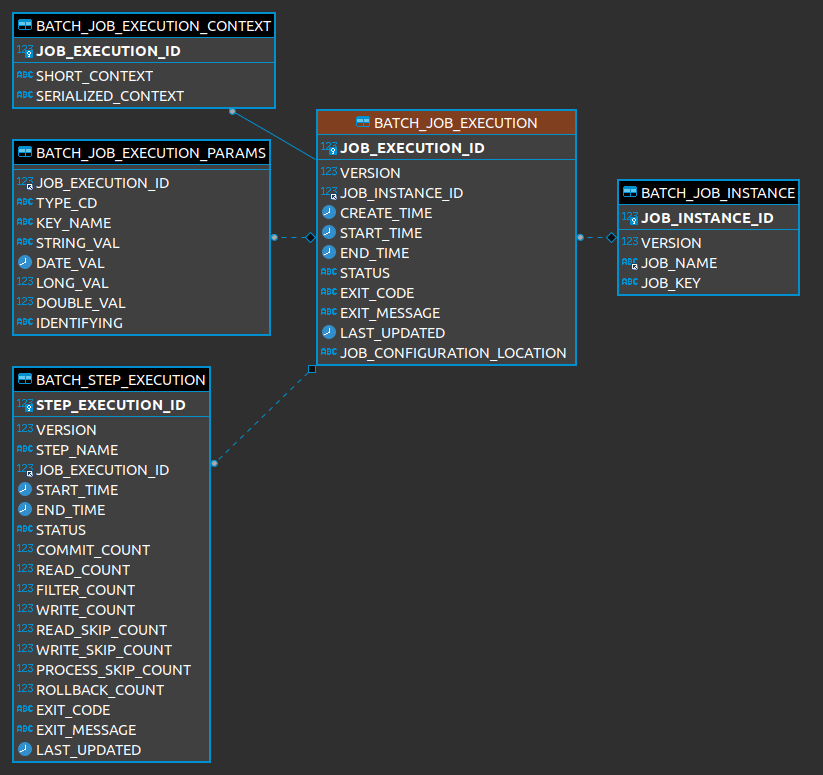 BATCH_JOB_EXECUTION_CONTEXT
123 JOB_EXECUTION_ID
ABC SHORT_CONTEXT
ABC SERIALIZED_CONTEXT
BATCH_JOB_EXECUTION_PARAMS
123 JOB_EXECUTION_ID
ABC TYPE_CD
ABC KEY_NAME
ABC STRING_VAL
DATE_VAL
123 LONG_VAL
123 DOUBLE_VAL
ABC IDENTIFYING
BATCH_STEP_EXECUTION
123 STEP_EXECUTION_ID
123 VERSION
ABC STEP_NAME
123 JOB_EXECUTION_ID
START_TIME
END_TIME
ABC STATUS
123 COMMIT_COUNT
123 READ_COUNT
123 FILTER_COUNT
123 WRITE_COUNT
123 READ_SKIP_COUNT
123 WRITE_SKIP_COUNT
123 PROCESS_SKIP_COUNT
123 ROLLBACK_COUNT
ABC EXIT_CODE
ABC EXIT_MESSAGE
LAST_UPDATED
BATCH_JOB_EXECUTION
123 JOB_EXECUTION_ID
123 VERSION
123 JOB_INSTANCE_ID
CREATE_TIME
START_TIME
END_TIME
ABC STATUS
ABC EXIT_CODE
ABC EXIT_MESSAGE
LAST_UPDATED
ABC JOB_CONFIGURATION_LOCATION
BATCH_JOB_INSTANCE
123 JOB_INSTANCE_ID
123 VERSION
ABC JOB_NAME
ABC JOB_KEY